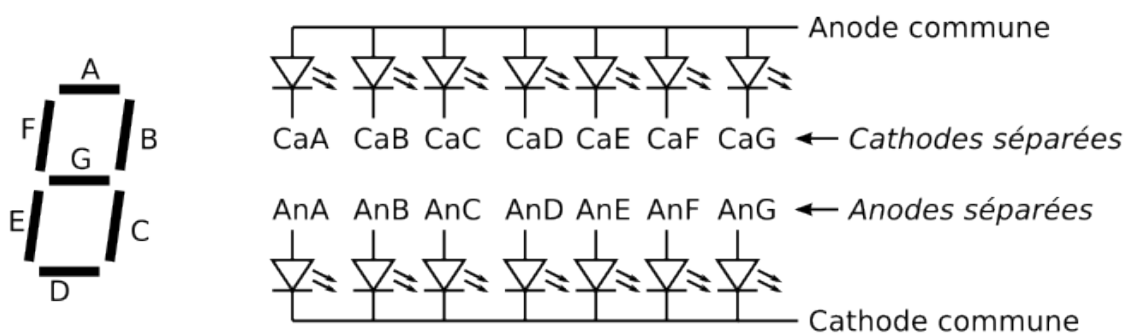 A
F
B
G
E
C
D
Anode commune
CaA CaB CaC CaD CaE CaF CaG Cathodes séparées
AnA AnB AnC AnD AnE AnF AnG Anodes séparées
Cathode commune